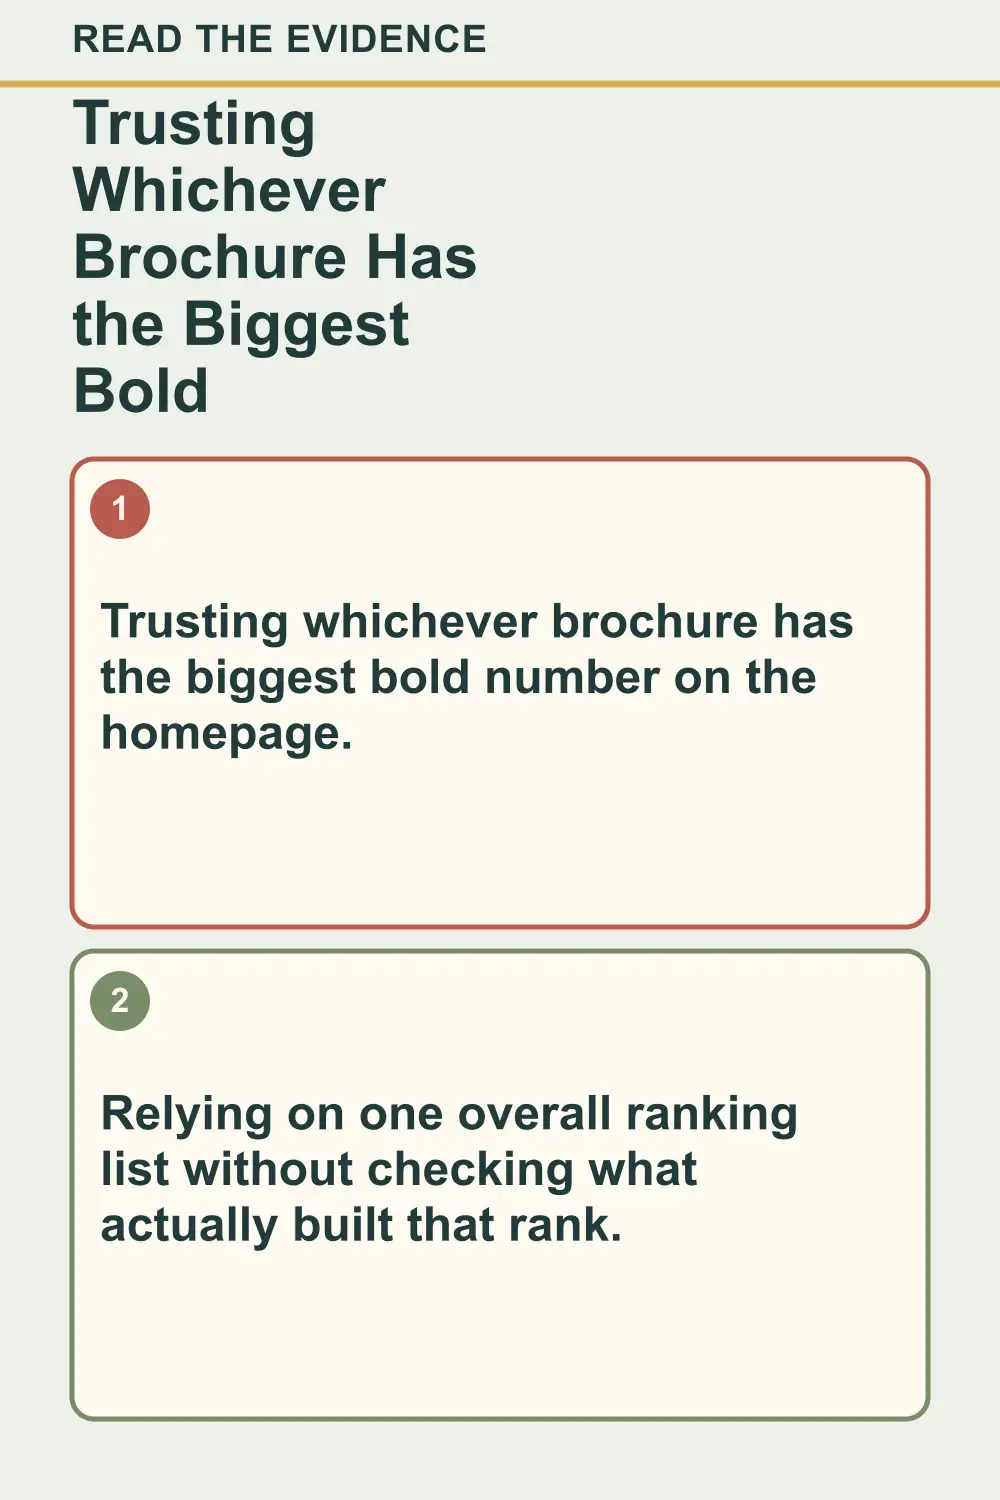 READ THE EVIDENCE
Trusting
Whichever
Brochure Has
the Biggest
Bold
1
Trusting whichever brochure has
the biggest bold number on the
homepage.
2
Relying on one overall ranking
list without checking what
actually built that rank.